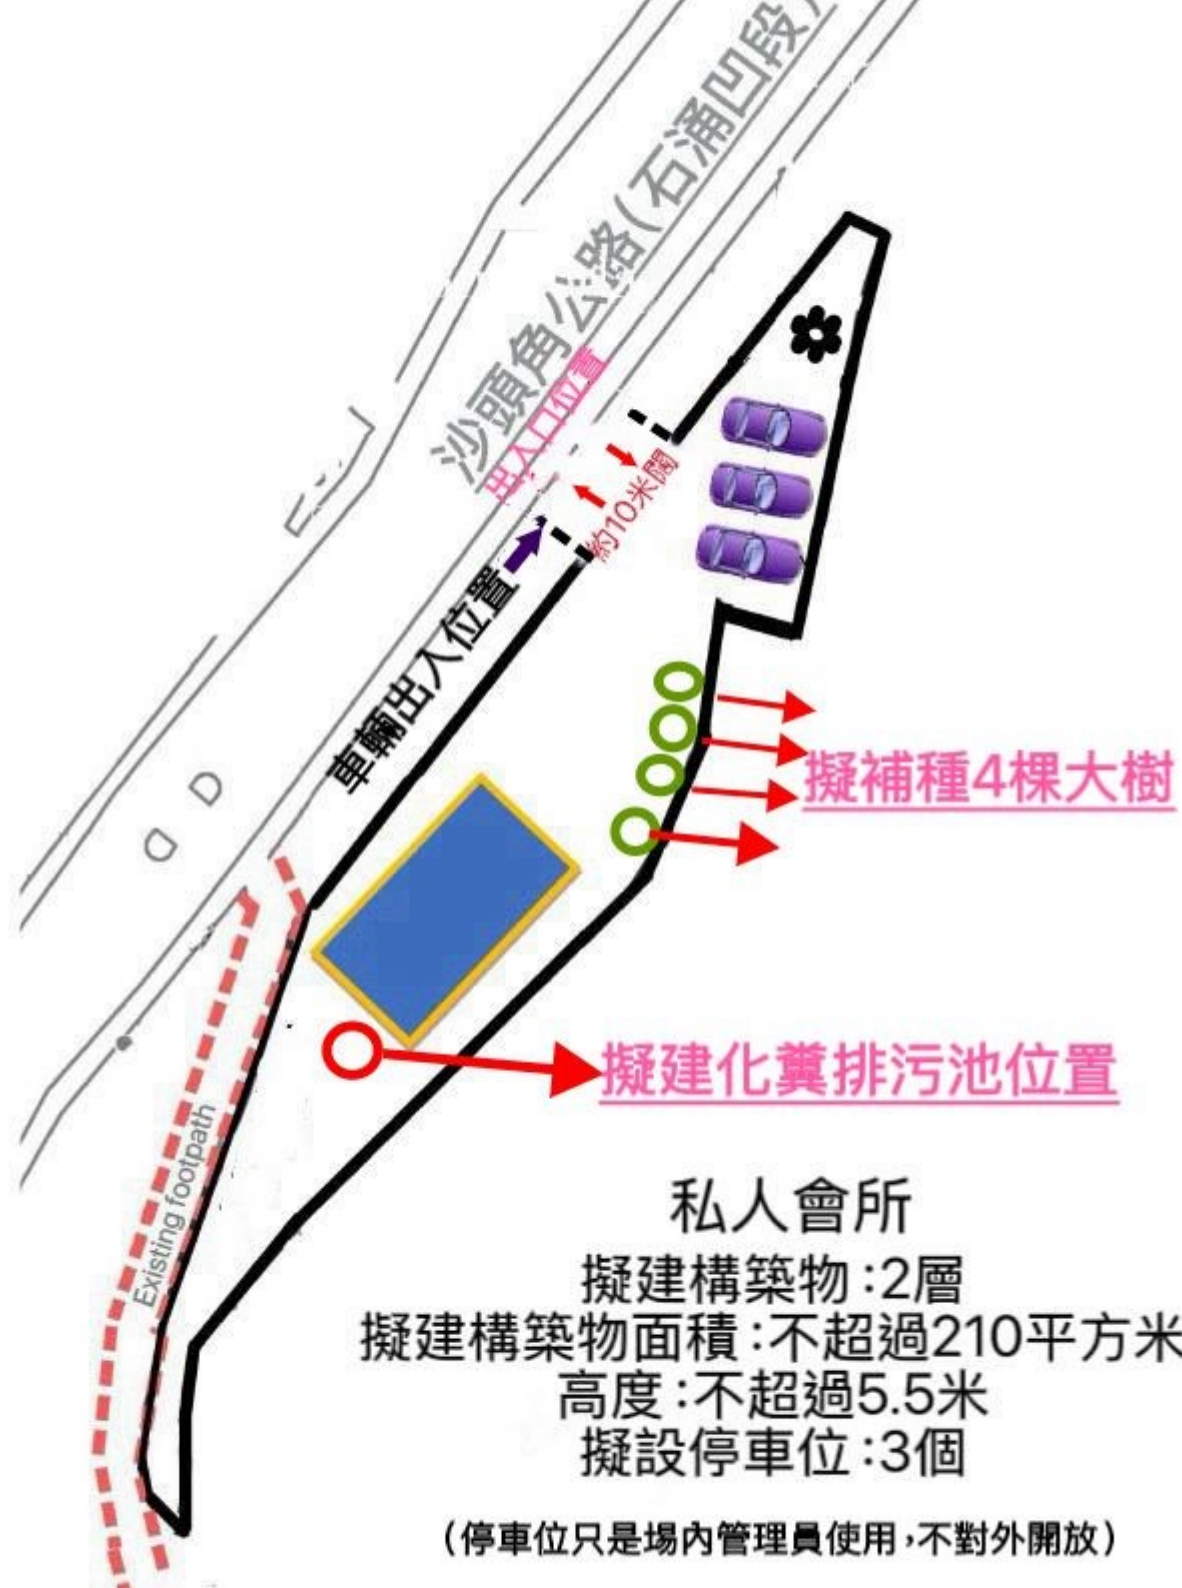 沙頭角公路(石涌凹段)
出入口位置
約10米闊
車輛出入位置
擬補種4棵大樹
擬建化糞排污池位置
Existing footpath
私人會所
擬建構築物:2層
擬建構築物面積:不超過210平方米
高度:不超過5.5米
擬設停車位:3個
(停車位只是場內管理員使用,不對外開放)